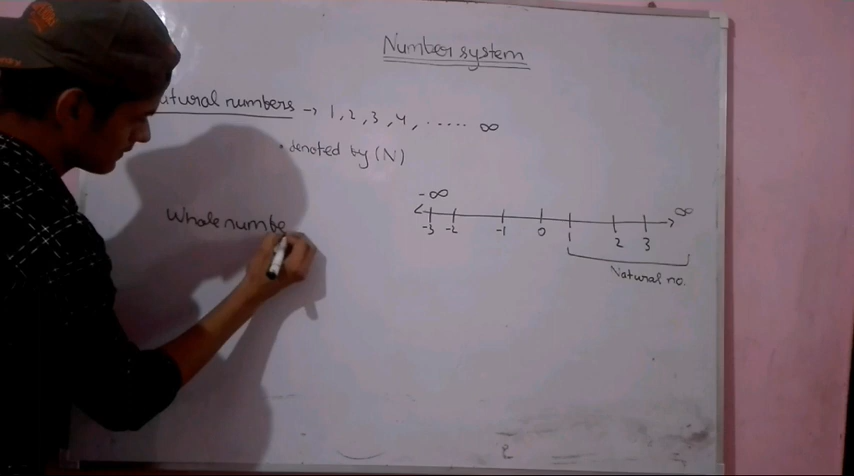 Number system
atural numbers → 1, 2, 3, 4, ..... ∞
• denoted by (N)
-∞
∞
-3 -2 -1 0 1 2 3
Natural no.
Whole numbe